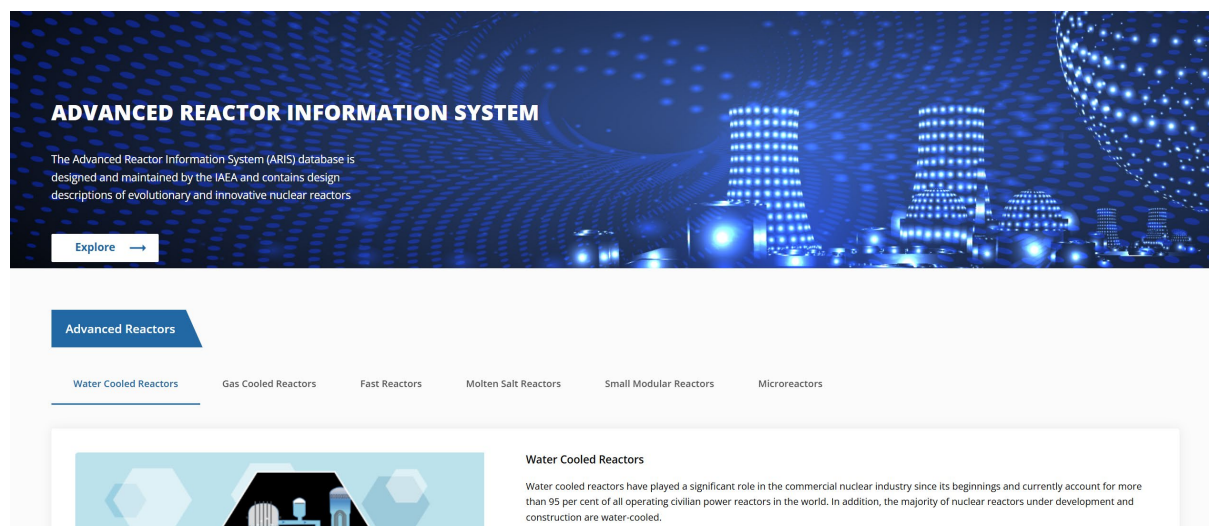 ADVANCED REACTOR INFORMATION SYSTEM
The Advanced Reactor Information System (ARIS) database is
designed and maintained by the IAEA and contains design
descriptions of evolutionary and innovative nuclear reactors
Explore →
Advanced Reactors
Water Cooled Reactors Gas Cooled Reactors Fast Reactors Molten Salt Reactors Small Modular Reactors Microreactors
Water Cooled Reactors
Water cooled reactors have played a significant role in the commercial nuclear industry since its beginnings and currently account for more
than 95 per cent of all operating civilian power reactors in the world. In addition, the majority of nuclear reactors under development and
construction are water-cooled.